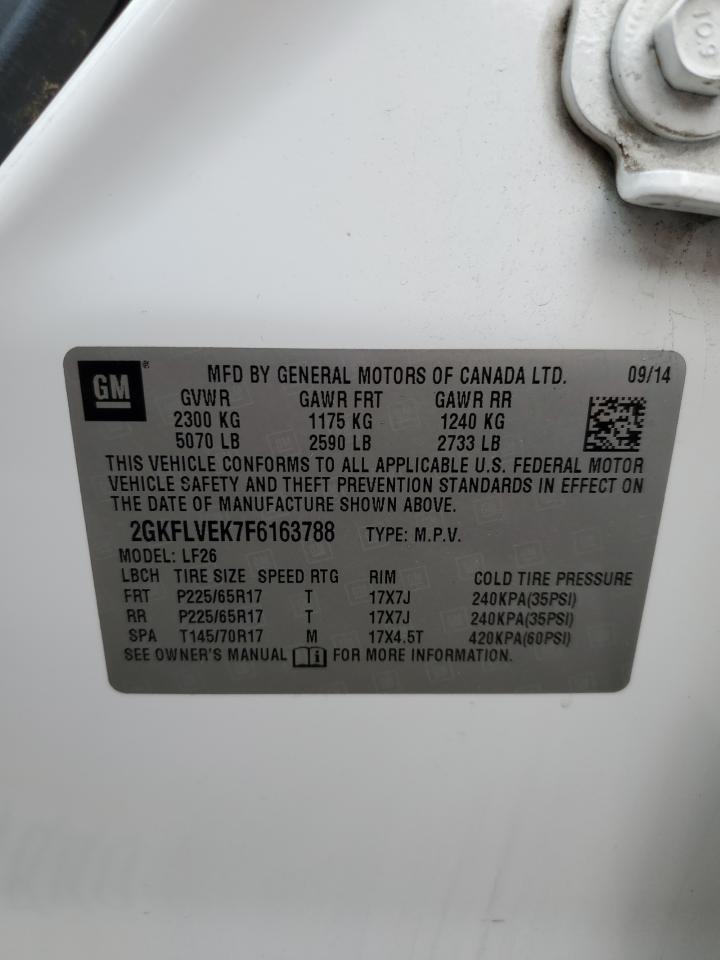 10.9
GM ® MFD BY GENERAL MOTORS OF CANADA LTD. 09/14
GVWR GAWR FRT GAWR RR
2300 KG 1175 KG 1240 KG
5070 LB 2590 LB 2733 LB
THIS VEHICLE CONFORMS TO ALL APPLICABLE U.S. FEDERAL MOTOR
VEHICLE SAFETY AND THEFT PREVENTION STANDARDS IN EFFECT ON
THE DATE OF MANUFACTURE SHOWN ABOVE.
2GKFLVEK7F6163788 TYPE: M.P.V.
MODEL: LF26
LBCH TIRE SIZE SPEED RTG RIM COLD TIRE PRESSURE
FRT P225/65R17 T 17X7J 240KPA(35PSI)
RR P225/65R17 T 17X7J 240KPA(35PSI)
SPA T145/70R17 M 17X4.5T 420KPA(60PSI)
SEE OWNER'S MANUAL i FOR MORE INFORMATION.